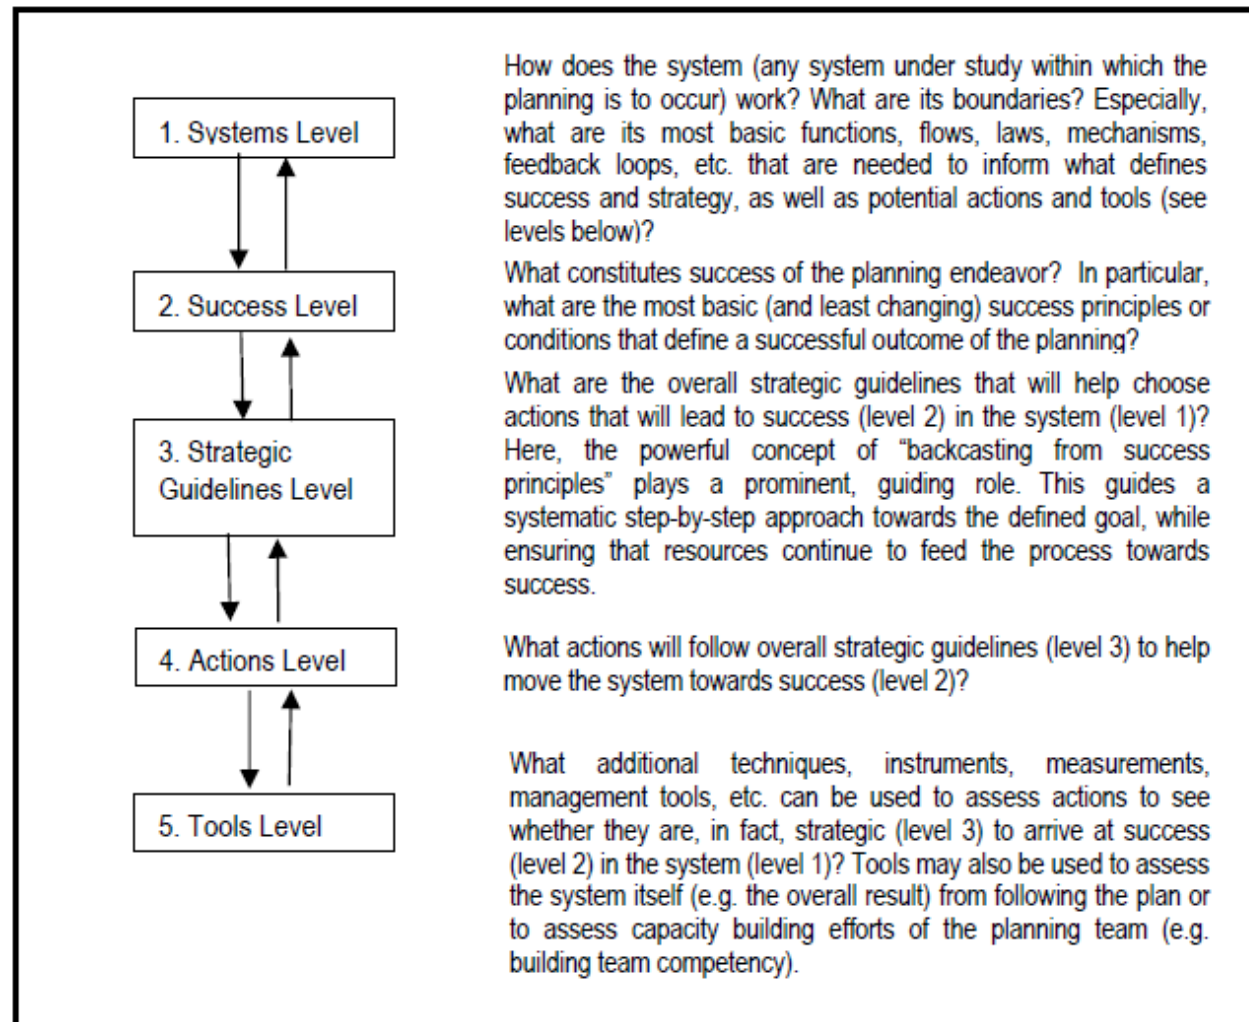 1. Systems Level
How does the system (any system under study within which the
planning is to occur) work? What are its boundaries? Especially,
what are its most basic functions, flows, laws, mechanisms,
feedback loops, etc. that are needed to inform what defines
success and strategy, as well as potential actions and tools (see
levels below)?
2. Success Level
What constitutes success of the planning endeavor? In particular,
what are the most basic (and least changing) success principles or
conditions that define a successful outcome of the planning?
3. Strategic
Guidelines Level
What are the overall strategic guidelines that will help choose
actions that will lead to success (level 2) in the system (level 1)?
Here, the powerful concept of “backcasting from success
principles” plays a prominent, guiding role. This guides a
systematic step-by-step approach towards the defined goal, while
ensuring that resources continue to feed the process towards
success.
4. Actions Level
What actions will follow overall strategic guidelines (level 3) to help
move the system towards success (level 2)?
5. Tools Level
What additional techniques, instruments, measurements,
management tools, etc. can be used to assess actions to see
whether they are, in fact, strategic (level 3) to arrive at success
(level 2) in the system (level 1)? Tools may also be used to assess
the system itself (e.g. the overall result) from following the plan or
to assess capacity building efforts of the planning team (e.g.
building team competency).